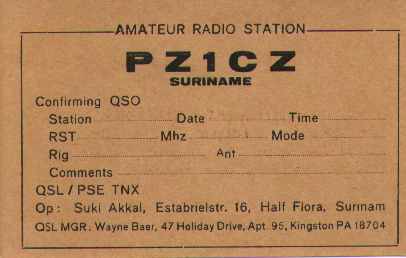 AMATEUR RADIO STATION
PZ1CZ
SURINAME
Confirming QSO
Station Date Time
RST Mhz Mode
Rig Ant
Comments
QSL / PSE TNX
Op: Suki Akkal, Estabrielstr. 16, Half Flora, Surinam
QSL MGR: Wayne Baer, 47 Holiday Drive, Apt. 95, Kingston PA 18704